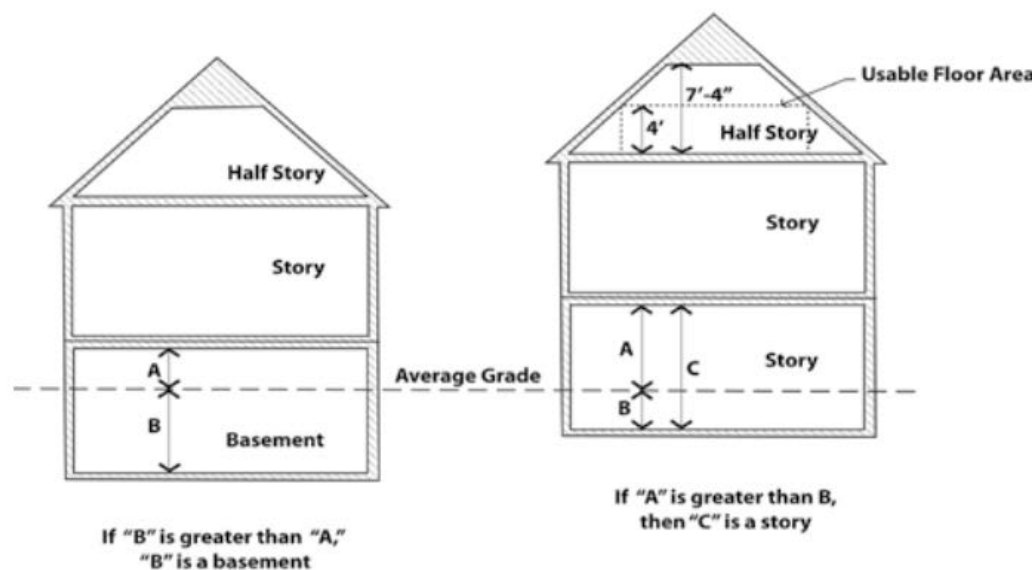 Half Story
Story
A
B
Basement
If “B” is greater than “A,”
“B” is a basement
Average Grade
Usable Floor Area
7’-4”
4’
Half Story
Story
A
C
Story
B
If “A” is greater than B,
then “C” is a story